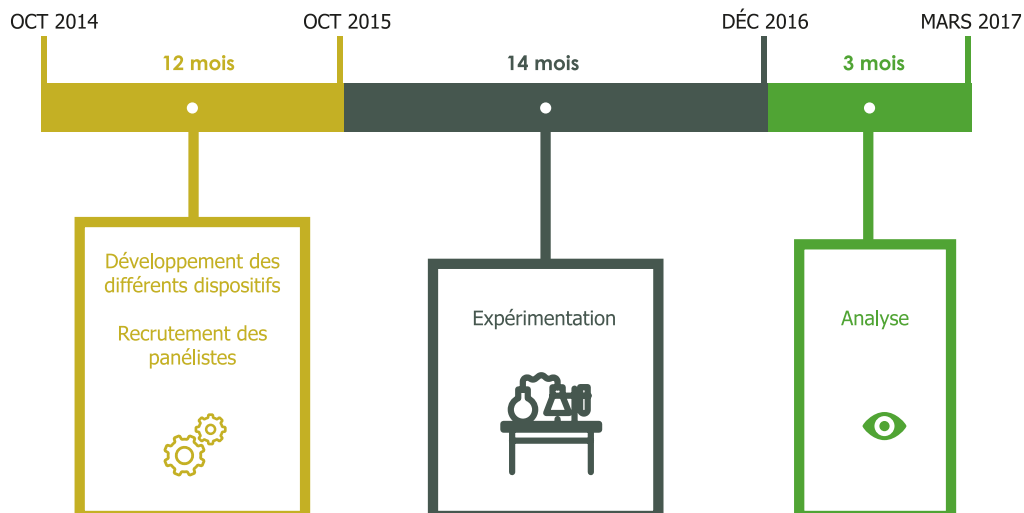 OCT 2014
OCT 2015
DÉC 2016
MARS 2017
12 mois
14 mois
3 mois
Développement des
différents dispositifs
Recrutement des
panélistes
Expérimentation
Analyse